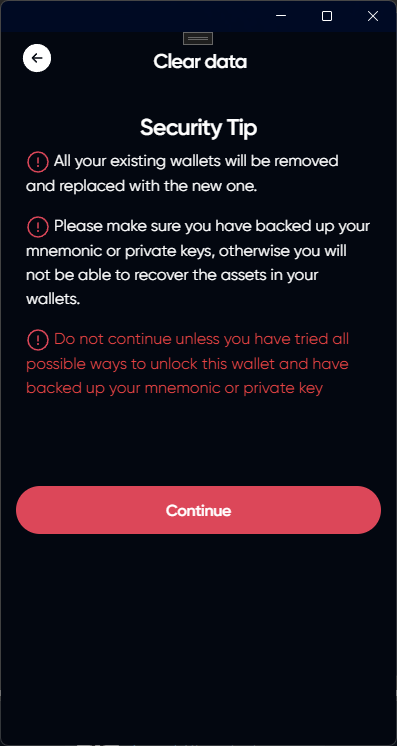 Clear data
Security Tip
All your existing wallets will be removed
and replaced with the new one.
Please make sure you have backed up your
mnemonic or private keys, otherwise you will
not be able to recover the assets in your
wallets.
Do not continue unless you have tried all
possible ways to unlock this wallet and have
backed up your mnemonic or private key
Continue